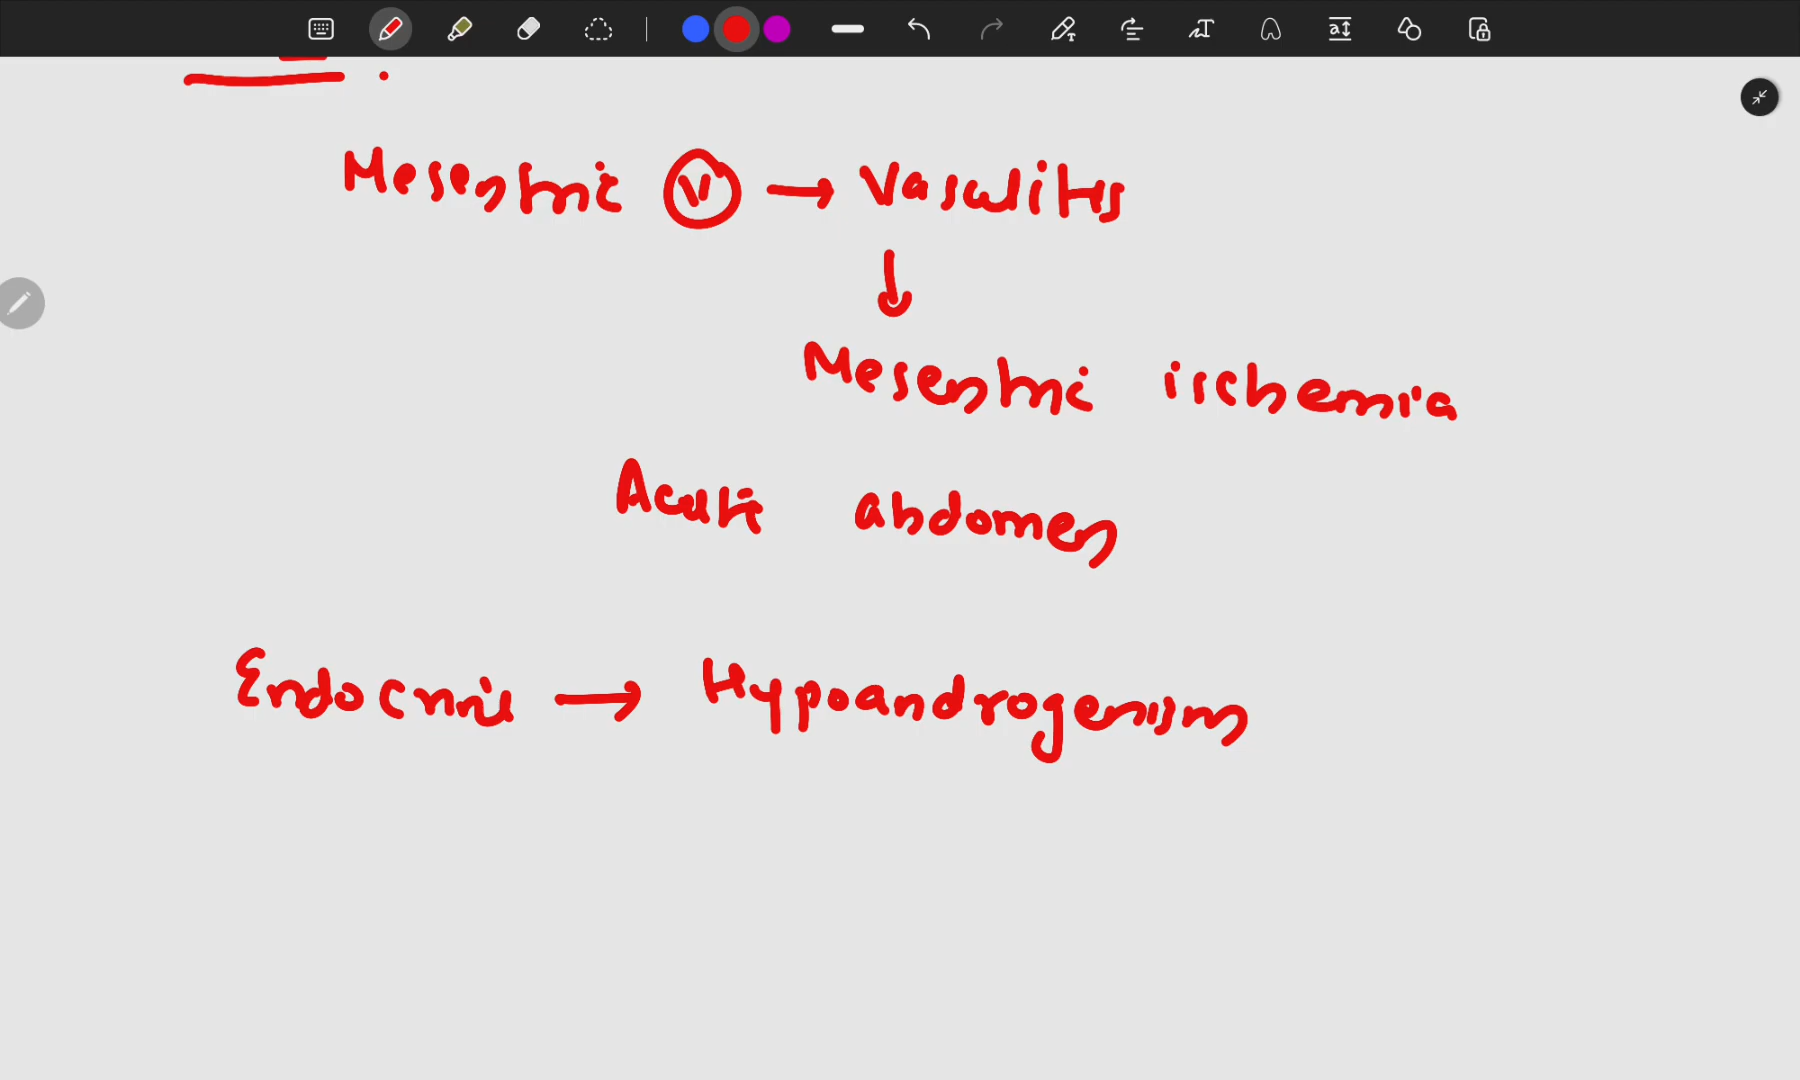 Mesentric Ⓥ → Vasculitis
↓
Mesentric ischemia
Acute abdomen
Endocrine → Hypoandrogenism